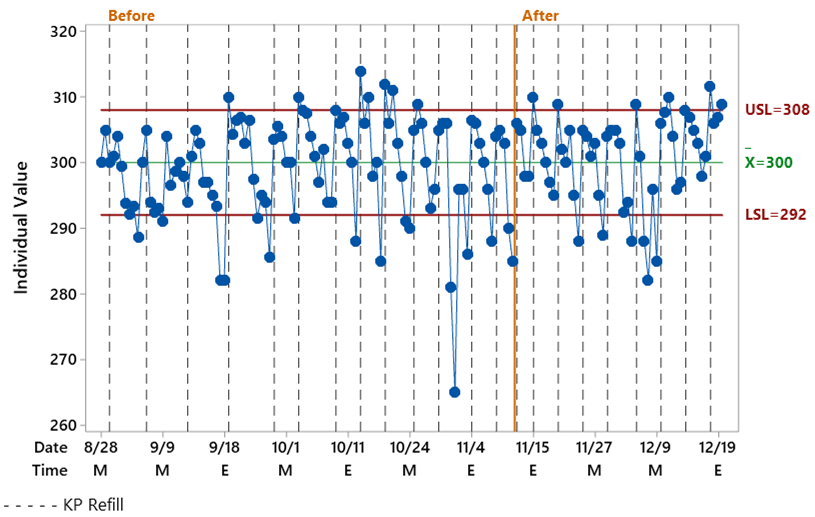 Before After
320
310
300
290
280
270
260
Individual Value
USL=308
_
X=300
LSL=292
Date 8/28 9/9 9/18 10/1 10/11 10/24 11/4 11/15 11/27 12/9 12/19
Time M M E M E M E E M M E
- - - - - KP Refill